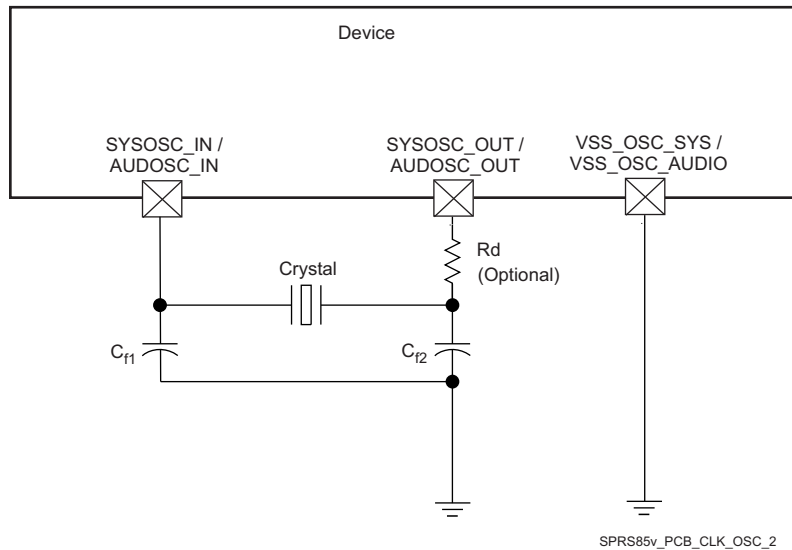 Device
SYSOSC_IN /
AUDOSC_IN
SYSOSC_OUT /
AUDOSC_OUT
VSS_OSC_SYS /
VSS_OSC_AUDIO
Rd
(Optional)
Crystal
Cf1
Cf2
SPRS85v_PCB_CLK_OSC_2